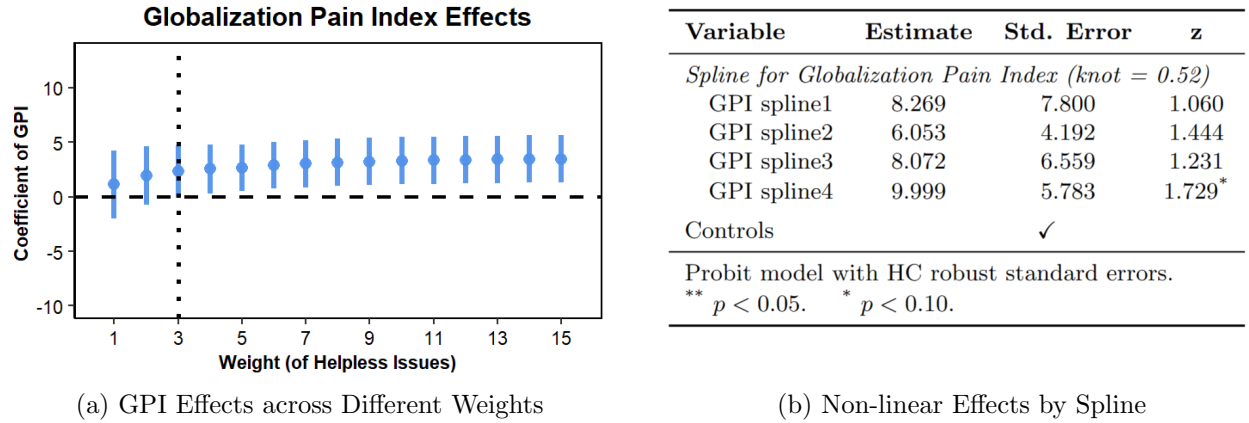 Globalization Pain Index Effects
Coefficient of GPI
10
5
0
-5
-10
1 3 5 7 9 11 13 15
Weight (of Helpless Issues)
(a) GPI Effects across Different Weights
Variable Estimate Std. Error z
Spline for Globalization Pain Index (knot = 0.52)
GPI spline1 8.269 7.800 1.060
GPI spline2 6.053 4.192 1.444
GPI spline3 8.072 6.559 1.231
GPI spline4 9.999 5.783 1.729*
Controls ✓
Probit model with HC robust standard errors.
** p < 0.05. * p < 0.10.
(b) Non-linear Effects by Spline